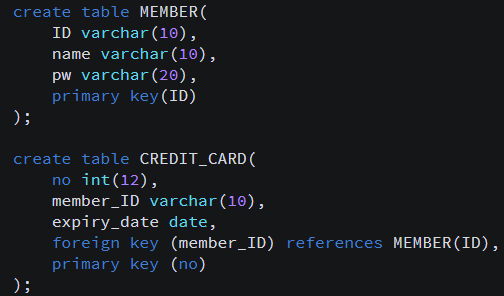 create table MEMBER(
    ID varchar(10),
    name varchar(10),
    pw varchar(20),
    primary key(ID)
);

create table CREDIT_CARD(
    no int(12),
    member_ID varchar(10),
    expiry_date date,
    foreign key (member_ID) references MEMBER(ID),
    primary key (no)
);